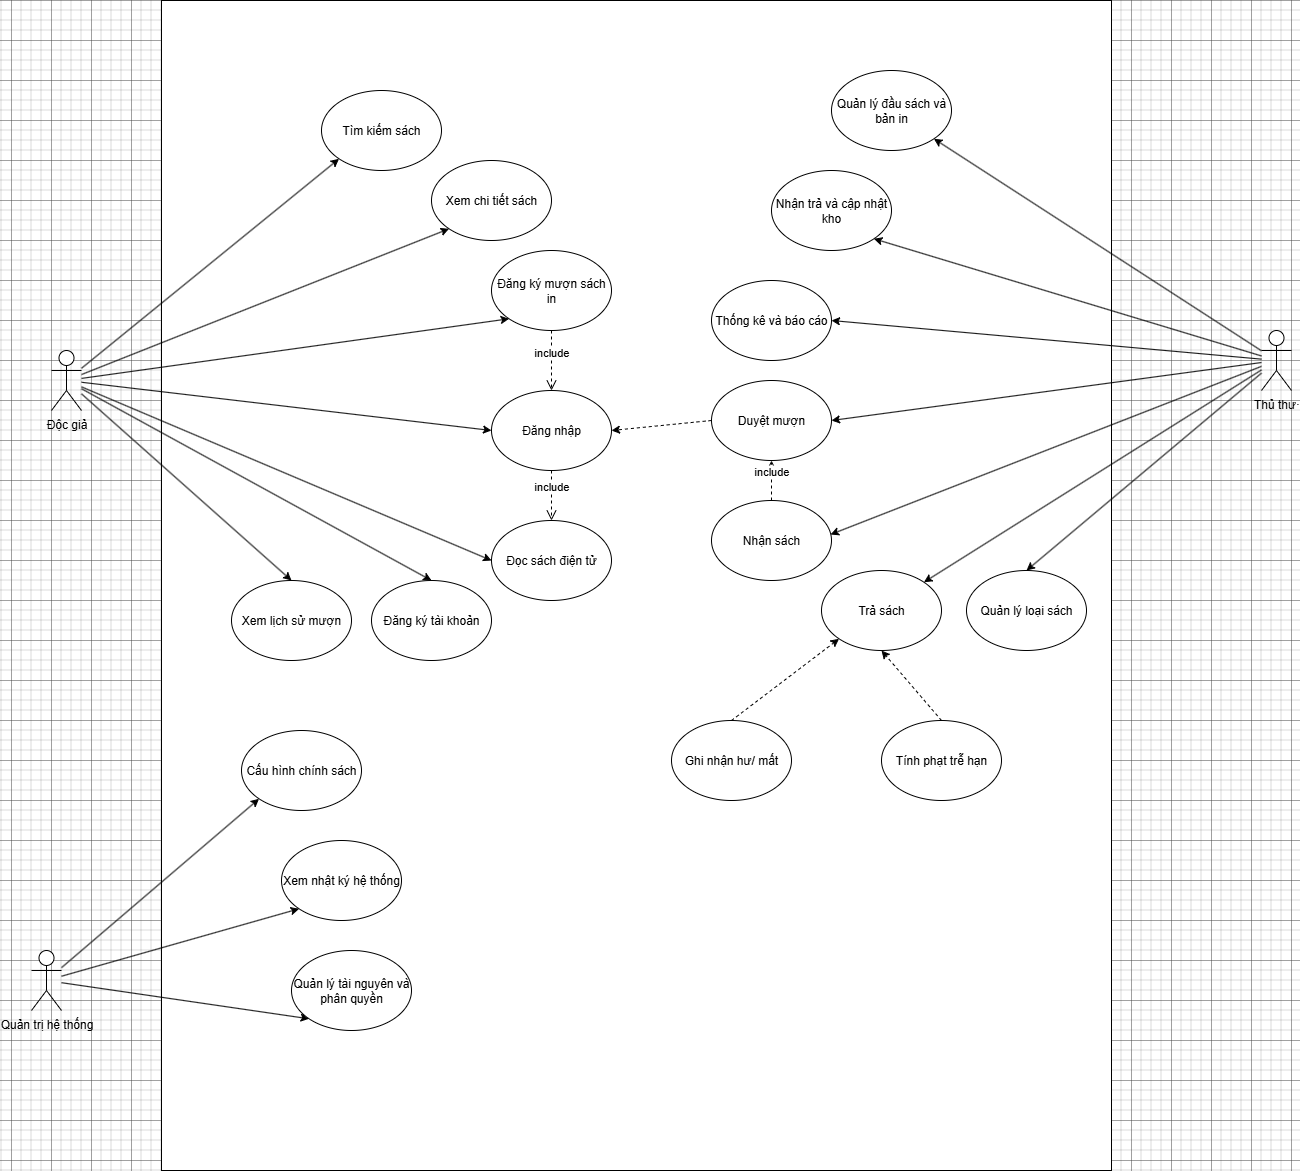 Tìm kiếm sách
Xem chi tiết sách
Đăng ký mượn sách
in
include
Đăng nhập
include
Đọc sách điện tử
Xem lịch sử mượn
Đăng ký tài khoản
Độc giả
Quản lý đầu sách và
bản in
Nhận trả và cập nhật
kho
Thống kê và báo cáo
Duyệt mượn
include
Nhận sách
Trả sách
Quản lý loại sách
Ghi nhận hư/ mất
Tính phạt trễ hạn
Thủ thư
Cấu hình chính sách
Xem nhật ký hệ thống
Quản lý tài nguyên và
phân quyền
Quản trị hệ thống